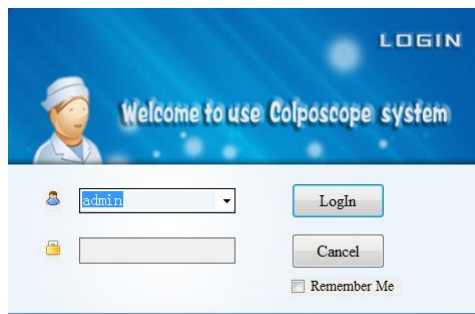 LOGIN
Welcome to use Colposcope system
admin
LogIn
Cancel
Remember Me